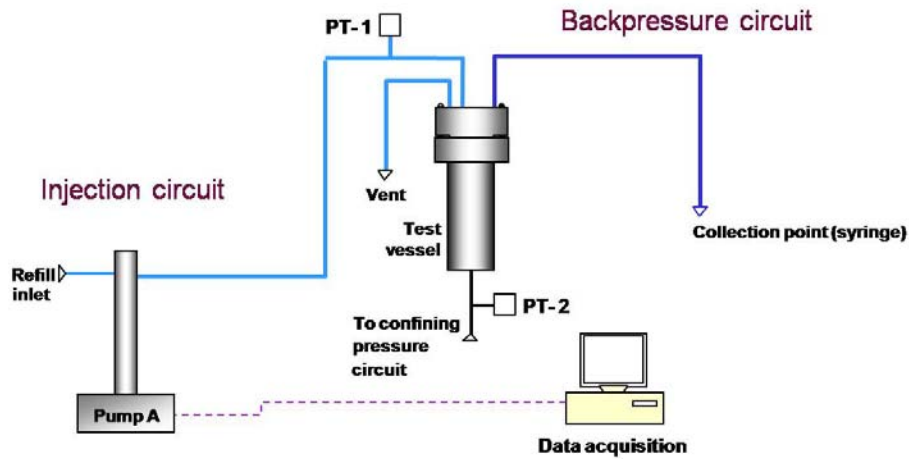 PT-1
Backpressure circuit
Injection circuit
Vent
Test
vessel
Collection point (syringe)
Refill
inlet
PT-2
To confining
pressure
circuit
Pump A
Data acquisition